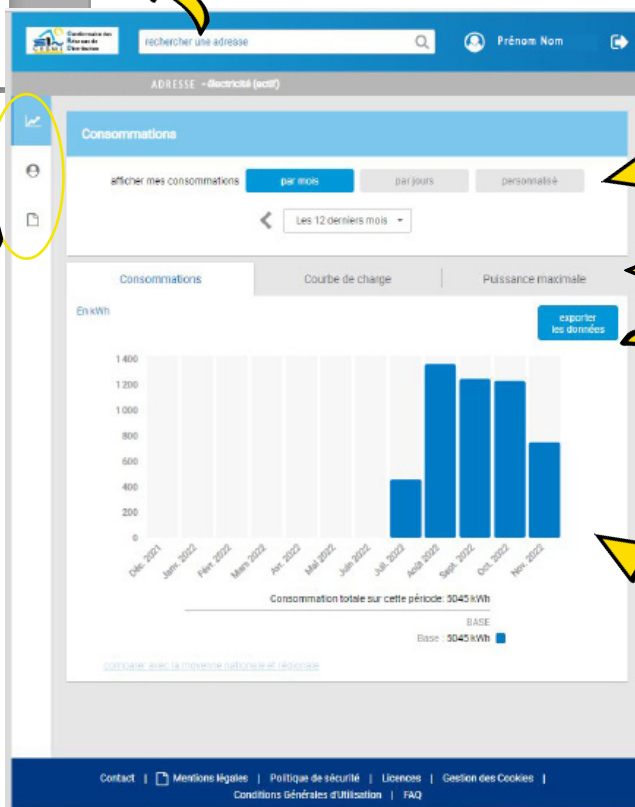 Gestionnaire des
Réseaux de
Distribution
rechercher une adresse
Prénom Nom
ADRESSE - électricité (actif)
Consommations
afficher mes consommations par mois par jours personnalisé
Les 12 derniers mois
Consommations Courbe de charge Puissance maximale
En kWh
exporter
les données
1 400
1 200
1 000
800
600
400
200
0
Déc. 2021 Janv. 2022 Févr. 2022 Mars 2022 Avr. 2022 Mai 2022 Juin 2022 Juil. 2022 Août 2022 Sept. 2022 Oct. 2022 Nov. 2022
Consommation totale sur cette période: 5045 kWh
BASE
Base : 5045 kWh
comparer avec la moyenne nationale et régionale
Contact | Mentions légales | Politique de sécurité | Licences | Gestion des Cookies |
Conditions Générales d'Utilisation | FAQ